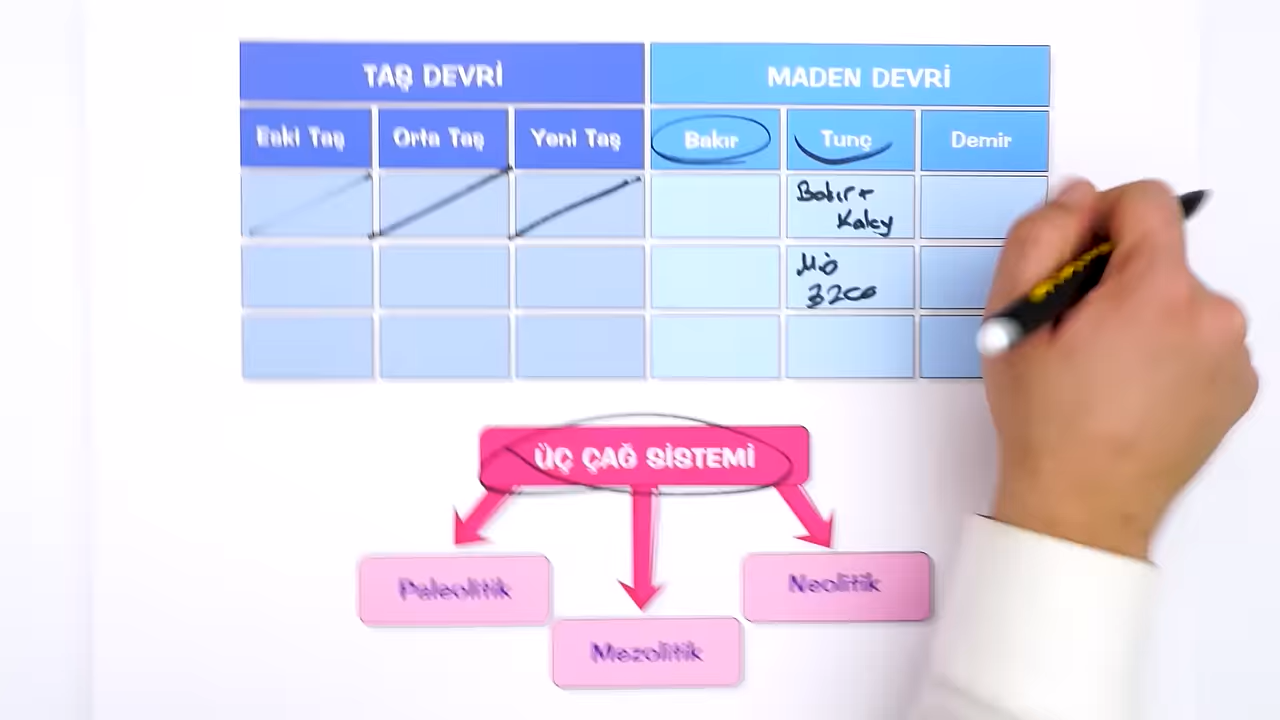 TAŞ DEVRİ
MADEN DEVRİ
Eski Taş
Orta Taş
Yeni Taş
Bakır
Tunç
Demir
Bakır+
Kalay
MÖ
3200
ÜÇ ÇAĞ SİSTEMİ
Paleolitik
Neolitik
Mezolitik